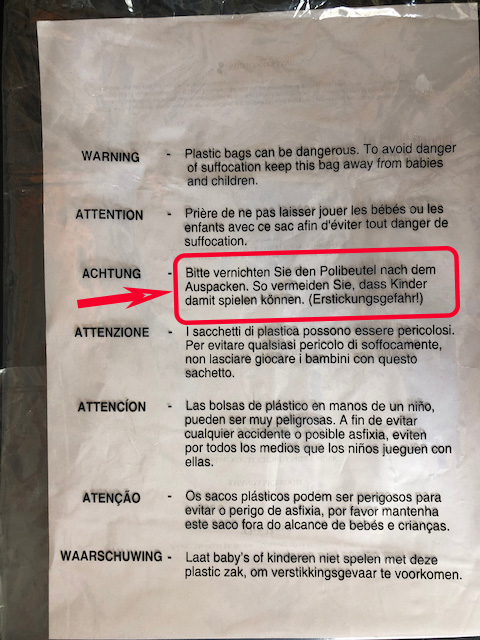 WARNING - Plastic bags can be dangerous. To avoid danger
of suffocation keep this bag away from babies
and children.
ATTENTION - Prière de ne pas laisser jouer les bébés ou les
enfants avec ce sac afin d'éviter tout danger de
suffocation.
ACHTUNG - Bitte vernichten Sie den Polibeutel nach dem
Auspacken. So vermeiden Sie, dass Kinder
damit spielen können. (Erstickungsgefahr!)
ATTENZIONE - I sacchetti di plastica possono essere pericolosi.
Per evitare qualsiasi pericolo di soffocamente,
non lasciare giocare i bambini con questo
sachetto.
ATTENCÍON - Las bolsas de plástico en manos de un niño,
pueden ser muy peligrosas. A fin de evitar
cualquier accidente o posible asfixia, eviten
por todos los medios que los niños jueguen con
ellas.
ATENÇÃO - Os sacos plásticos podem ser perigosos para
evitar o perigo de asfixia, por favor mantenha
este saco fora do alcance de bebés e crianças.
WAARSCHUWING - Laat baby's of kinderen niet spelen met deze
plastic zak, om verstikkingsgevaar te voorkomen.